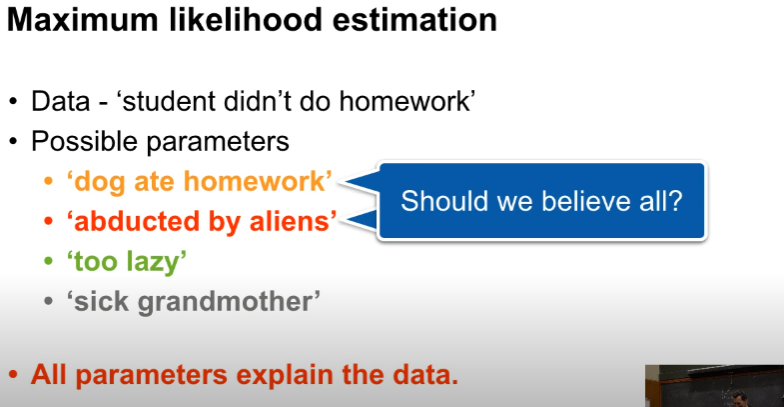 Maximum likelihood estimation
• Data - ‘student didn’t do homework’
• Possible parameters
• ‘dog ate homework’
Should we believe all?
• ‘abducted by aliens’
• ‘too lazy’
• ‘sick grandmother’
• All parameters explain the data.